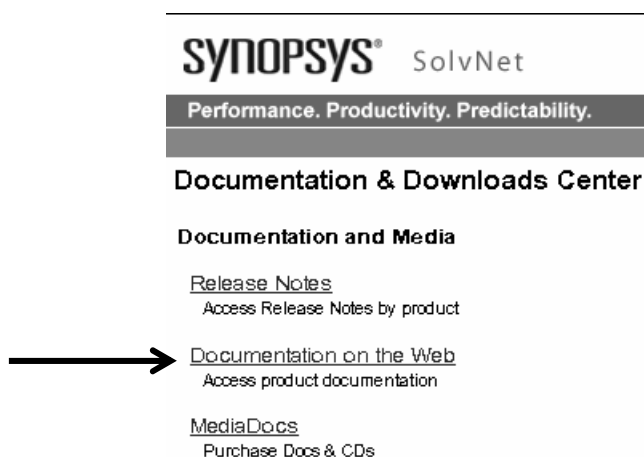 SYNOPSYS® SolvNet
Performance. Productivity. Predictability.
Documentation & Downloads Center
Documentation and Media
Release Notes
Access Release Notes by product
Documentation on the Web
Access product documentation
MediaDocs
Purchase Docs & CDs